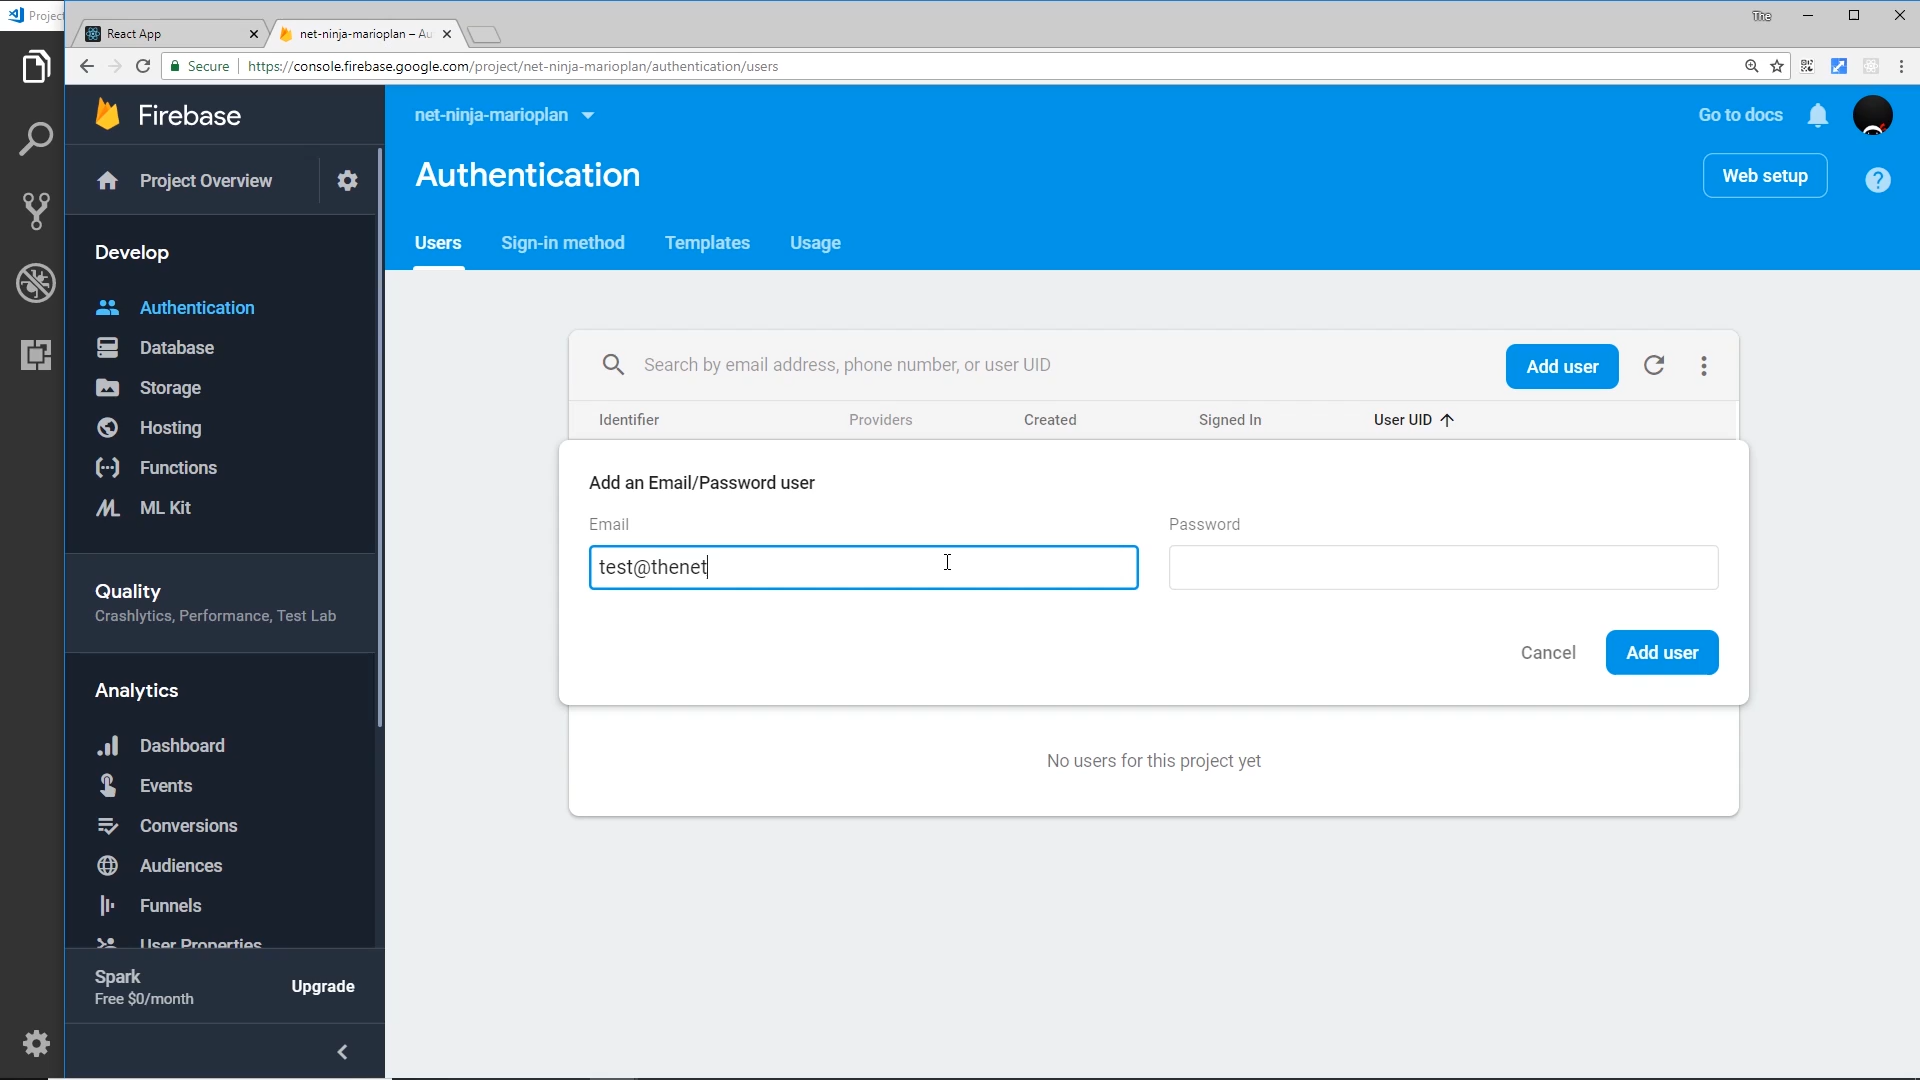 Project
React App
net-ninja-marioplan – Au
The
Secure
https://console.firebase.google.com/project/net-ninja-marioplan/authentication/users
Firebase
Project Overview
Develop
Authentication
Database
Storage
Hosting
Functions
ML Kit
Quality
Crashlytics, Performance, Test Lab
Analytics
Dashboard
Events
Conversions
Audiences
Funnels
User Properties
Spark
Free $0/month
Upgrade
net-ninja-marioplan
Go to docs
Authentication
Web setup
Users
Sign-in method
Templates
Usage
Search by email address, phone number, or user UID
Add user
Identifier
Providers
Created
Signed In
User UID
Add an Email/Password user
Email
Password
test@thenet
Cancel
Add user
No users for this project yet